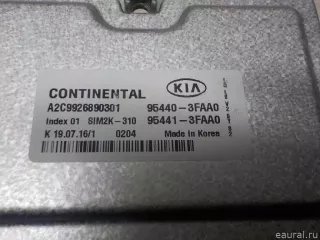 CONTINENTAL KIA
A2C9926890301 95440-3FAA0
Index 01 SIM2K-310 95441-3FAA0
K 19.07.16/1 0204 Made in Korea
eaural.ru